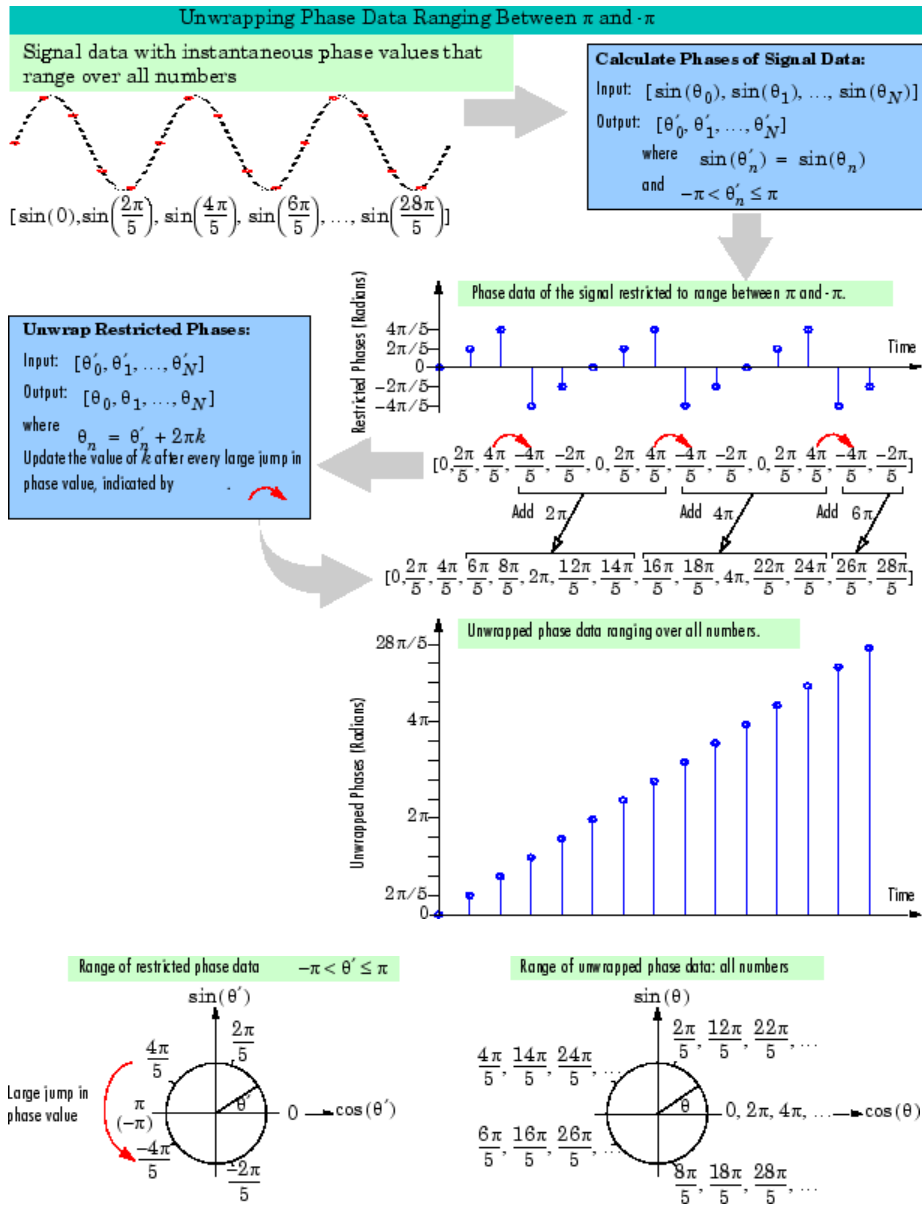 Unwrapping Phase Data Ranging Between π and -π
Signal data with instantaneous phase values that
range over all numbers
[sin(0),sin(2π/5), sin(4π/5), sin(6π/5), ..., sin(28π/5)]
Calculate Phases of Signal Data:
Input: [sin(θ₀), sin(θ₁), ..., sin(θ_N)]
Output: [θ′₀, θ′₁, ..., θ′_N]
where sin(θ′ₙ) = sin(θₙ)
and -π < θ′ₙ ≤ π
Phase data of the signal restricted to range between π and -π.
Restricted Phases (Radians)
4π/5
2π/5
0
-2π/5
-4π/5
Time
Unwrap Restricted Phases:
Input: [θ′₀, θ′₁, ..., θ′_N]
Output: [θ₀, θ₁, ..., θ_N]
where
θₙ = θ′ₙ + 2πk
Update the value of k after every large jump in
phase value, indicated by .
[0, 2π/5, 4π/5, -4π/5, -2π/5, 0, 2π/5, 4π/5, -4π/5, -2π/5, 0, 2π/5, 4π/5, -4π/5, -2π/5]
Add 2π Add 4π Add 6π
[0, 2π/5, 4π/5, 6π/5, 8π/5, 2π, 12π/5, 14π/5, 16π/5, 18π/5, 4π, 22π/5, 24π/5, 26π/5, 28π/5]
Unwrapped phase data ranging over all numbers.
Unwrapped Phases (Radians)
28π/5
4π
2π
2π/5
0
Time
Range of restricted phase data -π < θ′ ≤ π
sin(θ′)
2π/5
4π/5
Large jump in
phase value
π
(-π)
θ′
0
cos(θ′)
-4π/5
-2π/5
Range of unwrapped phase data: all numbers
sin(θ)
2π/5, 12π/5, 22π/5, ...
4π/5, 14π/5, 24π/5, ...
θ
0, 2π, 4π, ...
cos(θ)
6π/5, 16π/5, 26π/5, ...
8π/5, 18π/5, 28π/5, ...